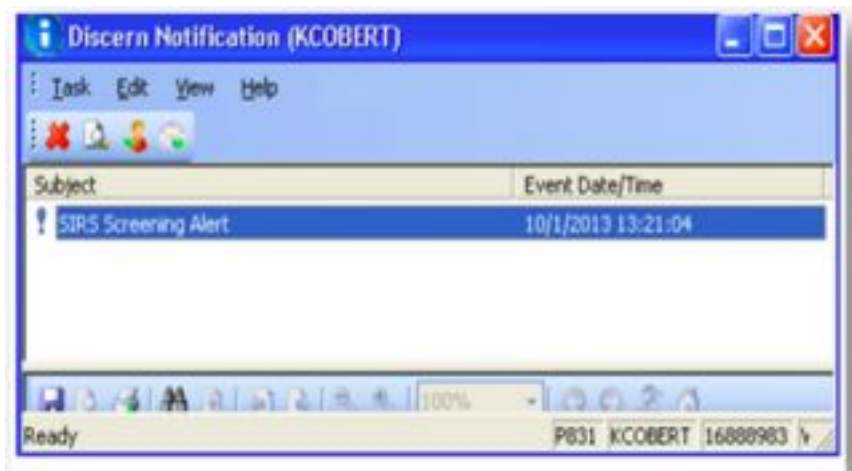 Discern Notification (KCOBERT)
Task Edit View Help
Subject Event Date/Time
SIRS Screening Alert 10/1/2013 13:21:04
100%
Ready P831 KCOBERT 16888983